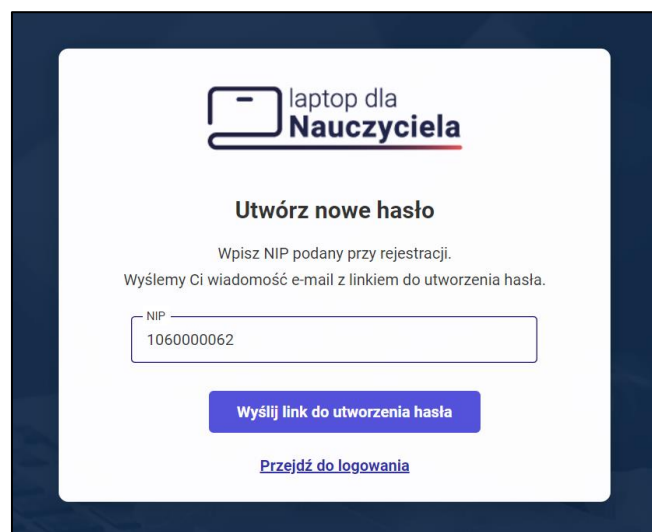 laptop dla
Nauczyciela
Utwórz nowe hasło
Wpisz NIP podany przy rejestracji.
Wyślemy Ci wiadomość e-mail z linkiem do utworzenia hasła.
NIP
1060000062
Wyślij link do utworzenia hasła
Przejdź do logowania